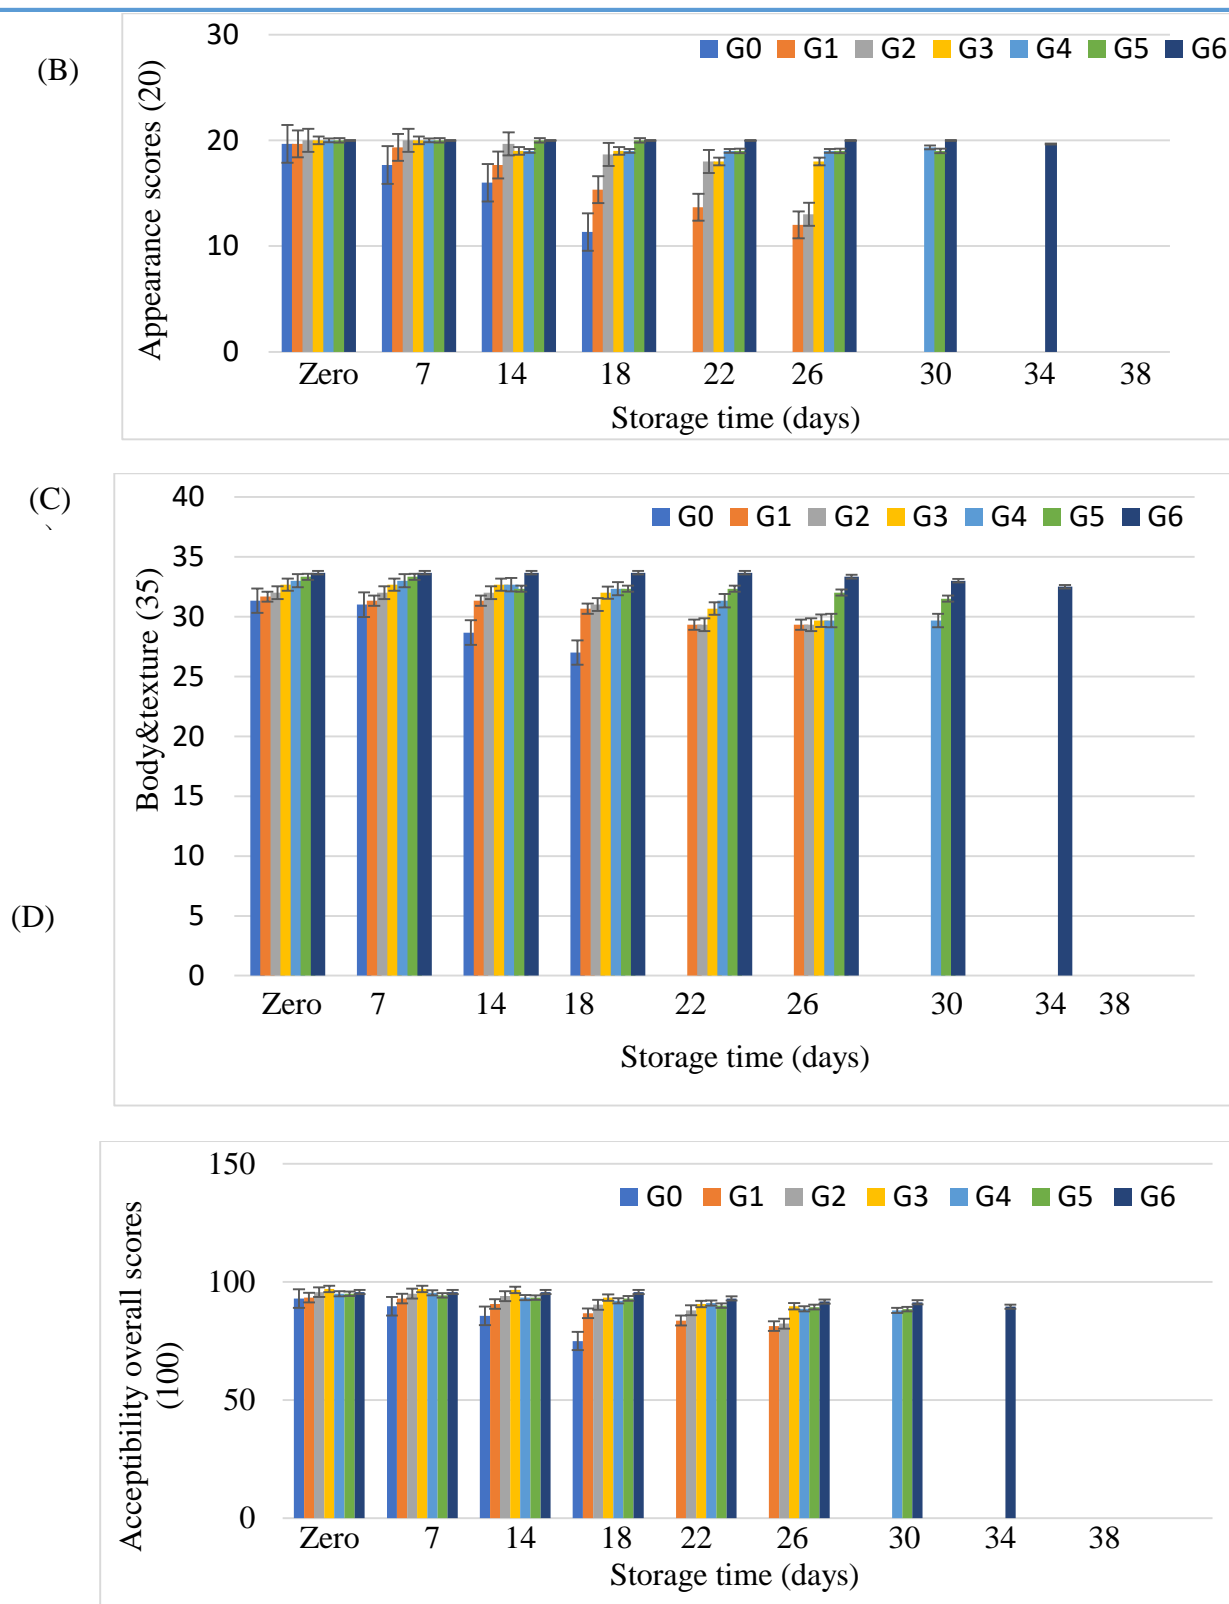 (B)
Appearance scores (20)
30
20
10
0
G0 G1 G2 G3 G4 G5 G6
Zero 7 14 18 22 26 30 34 38
Storage time (days)
(C)
Body&texture (35)
40
35
30
25
20
15
10
5
0
G0 G1 G2 G3 G4 G5 G6
Zero 7 14 18 22 26 30 34 38
Storage time (days)
(D)
Acceptibility overall scores
(100)
150
100
50
0
G0 G1 G2 G3 G4 G5 G6
Zero 7 14 18 22 26 30 34 38
Storage time (days)